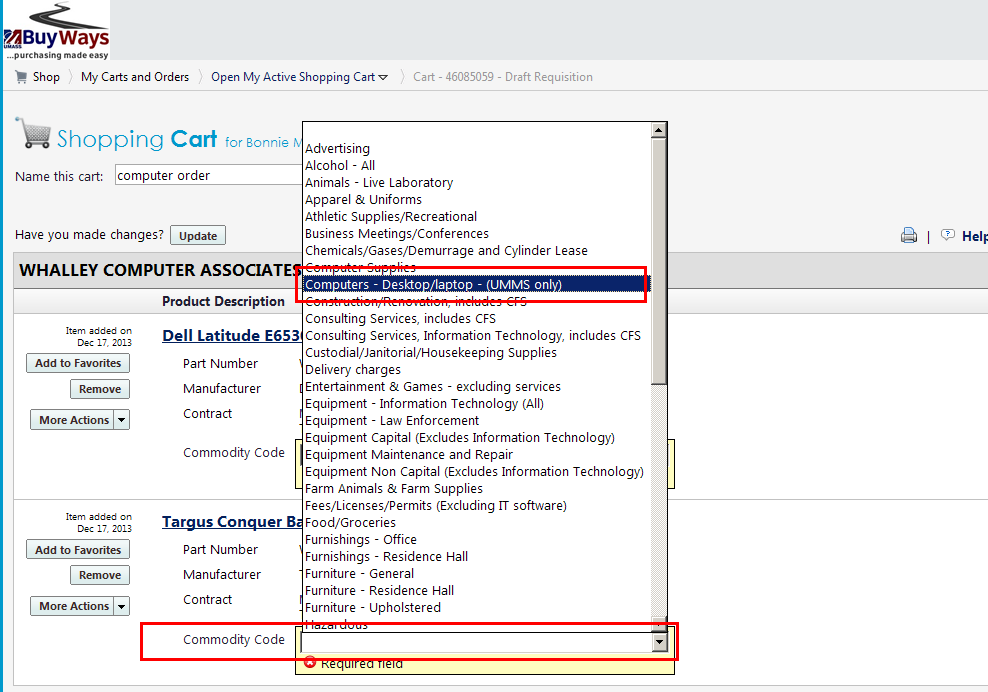 UMASS BuyWays
...purchasing made easy
Shop
My Carts and Orders
Open My Active Shopping Cart
Cart - 46085059 - Draft Requisition
Shopping Cart for Bonnie
Name this cart: computer order
Have you made changes? Update
Help
WHALLEY COMPUTER ASSOCIATES
Product Description
Item added on
Dec 17, 2013
Dell Latitude
Add to Favorites
Part Number
Remove
Manufacturer
More Actions
Contract
Commodity Code
Item added on
Dec 17, 2013
Targus Conquer
Add to Favorites
Part Number
Remove
Manufacturer
More Actions
Contract
Commodity Code
Required field
Advertising
Alcohol - All
Animals - Live Laboratory
Apparel & Uniforms
Athletic Supplies/Recreational
Business Meetings/Conferences
Chemicals/Gases/Demurrage and Cylinder Lease
Computer Supplies
Computers - Desktop/laptop - (UMMS only)
Construction/Renovation, includes CFS
Consulting Services, includes CFS
Consulting Services, Information Technology, includes CFS
Custodial/Janitorial/Housekeeping Supplies
Delivery charges
Entertainment & Games - excluding services
Equipment - Information Technology (All)
Equipment - Law Enforcement
Equipment Capital (Excludes Information Technology)
Equipment Maintenance and Repair
Equipment Non Capital (Excludes Information Technology)
Farm Animals & Farm Supplies
Fees/Licenses/Permits (Excluding IT software)
Food/Groceries
Furnishings - Office
Furnishings - Residence Hall
Furniture - General
Furniture - Residence Hall
Furniture - Upholstered
Hazardous